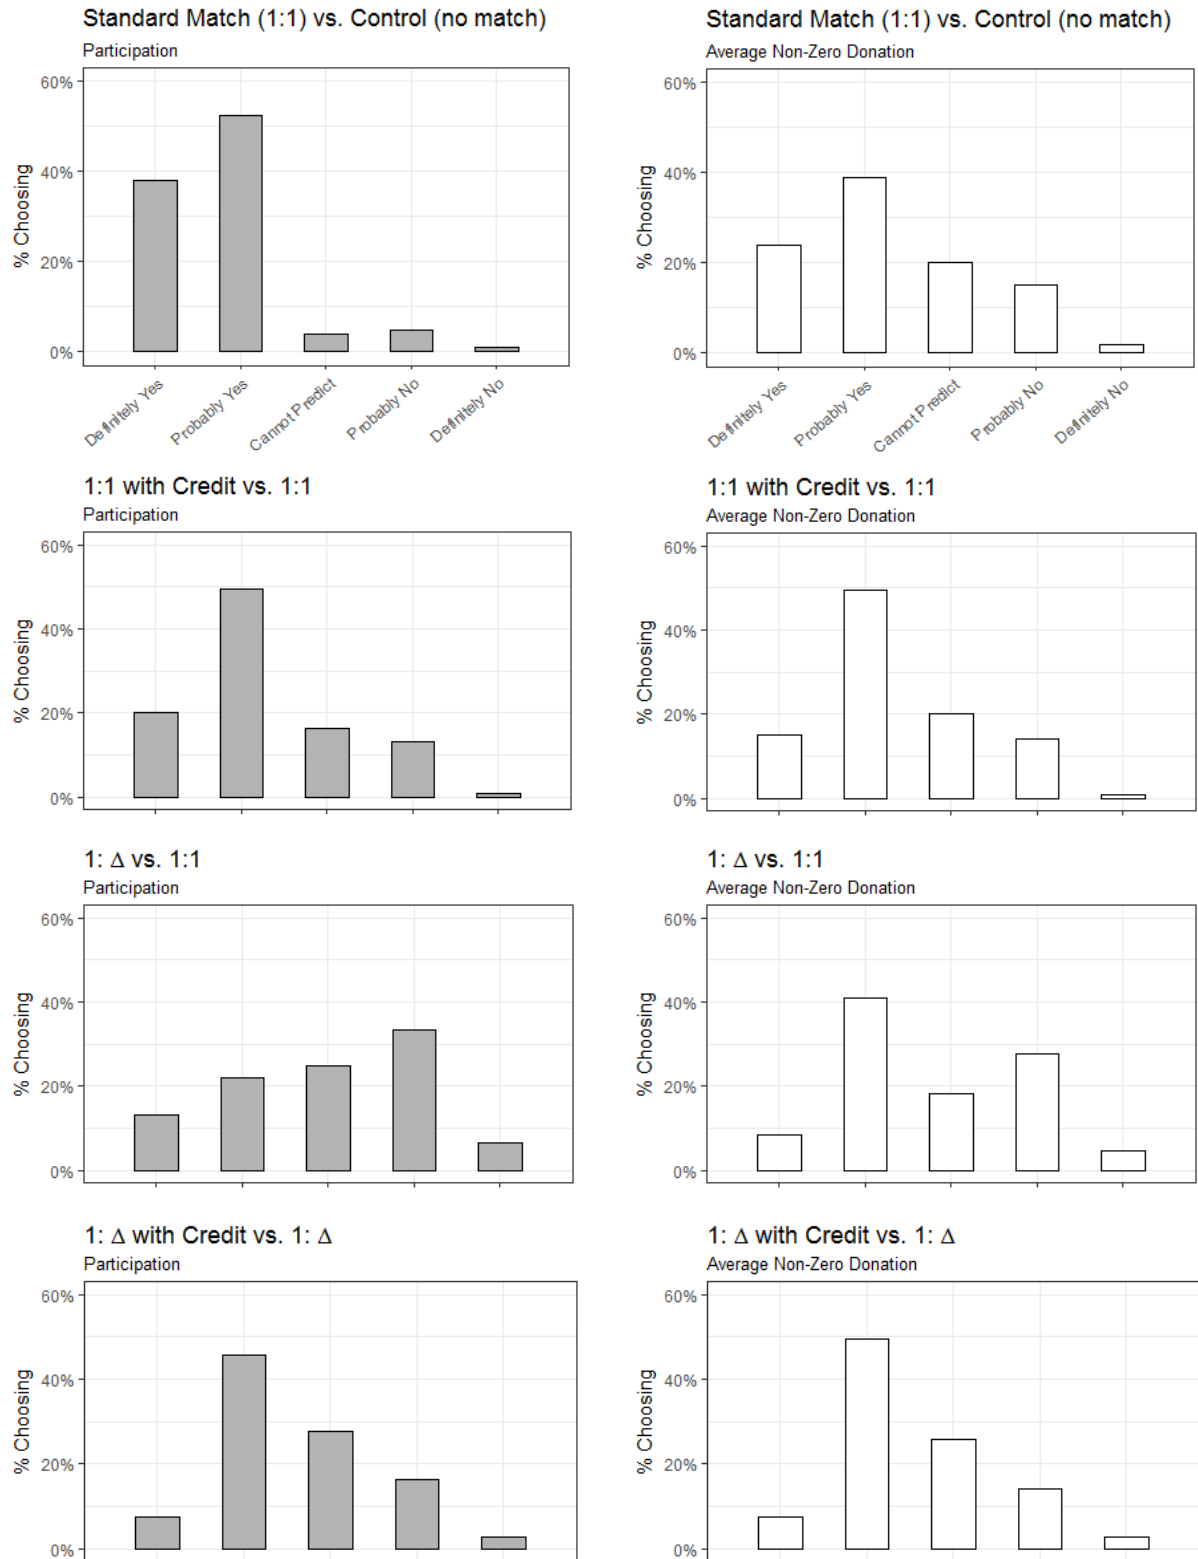 Standard Match (1:1) vs. Control (no match)
Participation
60%
40%
20%
0%
% Choosing
Definitely Yes
Probably Yes
Cannot Predict
Probably No
Definitely No
Standard Match (1:1) vs. Control (no match)
Average Non-Zero Donation
60%
40%
20%
0%
% Choosing
Definitely Yes
Probably Yes
Cannot Predict
Probably No
Definitely No
1:1 with Credit vs. 1:1
Participation
60%
40%
20%
0%
% Choosing
1:1 with Credit vs. 1:1
Average Non-Zero Donation
60%
40%
20%
0%
% Choosing
1: Δ vs. 1:1
Participation
60%
40%
20%
0%
% Choosing
1: Δ vs. 1:1
Average Non-Zero Donation
60%
40%
20%
0%
% Choosing
1: Δ with Credit vs. 1: Δ
Participation
60%
40%
20%
0%
% Choosing
1: Δ with Credit vs. 1: Δ
Average Non-Zero Donation
60%
40%
20%
0%
% Choosing